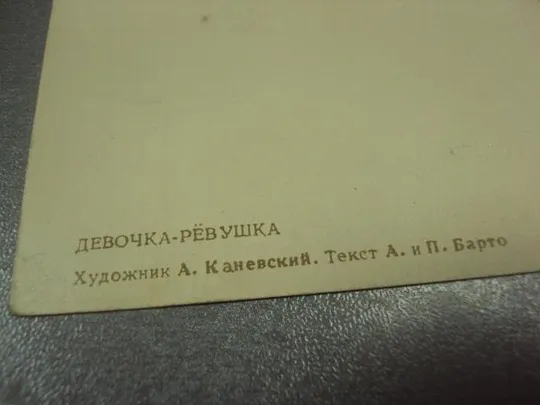 ДЕВОЧКА-РЁВУШКА
Художник А. Каневский. Текст А. и П. Барто